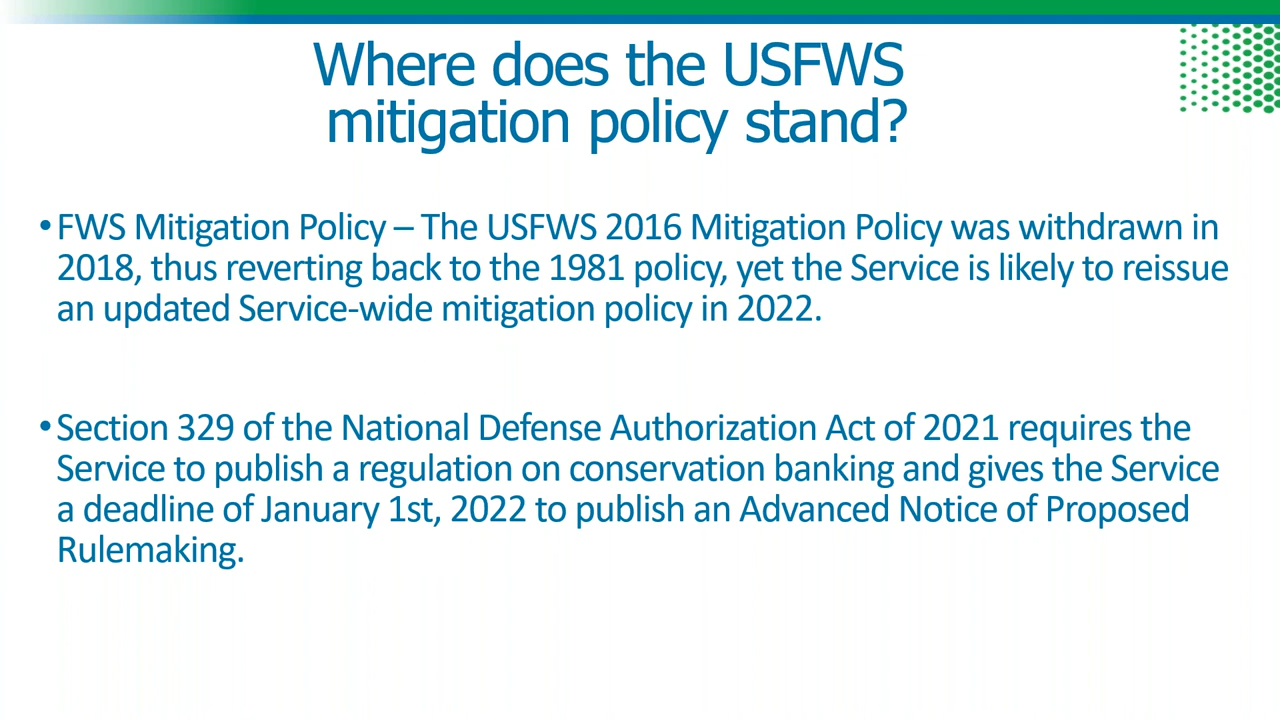 Where does the USFWS
mitigation policy stand?
•FWS Mitigation Policy – The USFWS 2016 Mitigation Policy was withdrawn in
2018, thus reverting back to the 1981 policy, yet the Service is likely to reissue
an updated Service-wide mitigation policy in 2022.
•Section 329 of the National Defense Authorization Act of 2021 requires the
Service to publish a regulation on conservation banking and gives the Service
a deadline of January 1st, 2022 to publish an Advanced Notice of Proposed
Rulemaking.